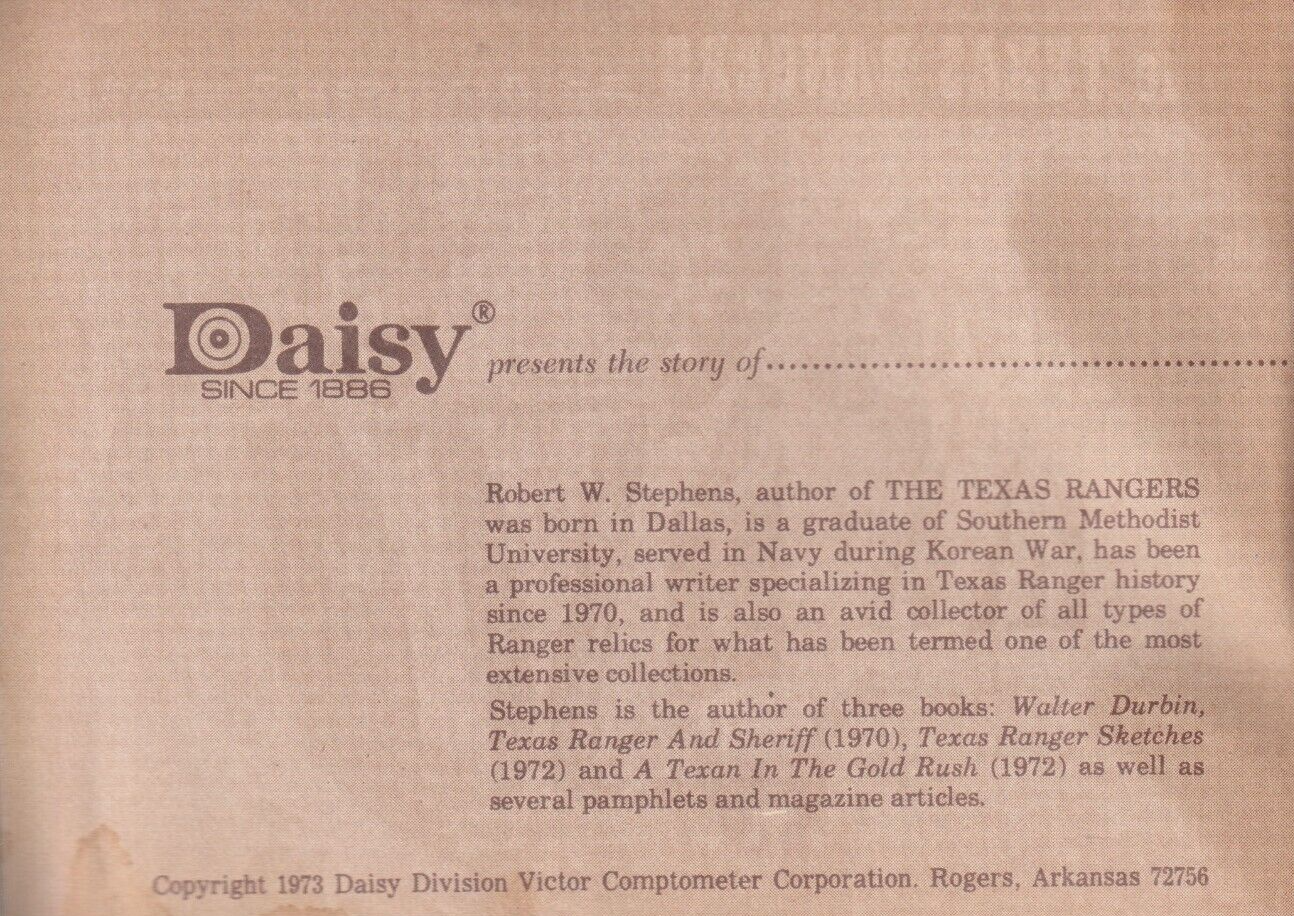 Daisy®
SINCE 1886
presents the story of........................................................
Robert W. Stephens, author of THE TEXAS RANGERS
was born in Dallas, is a graduate of Southern Methodist
University, served in Navy during Korean War, has been
a professional writer specializing in Texas Ranger history
since 1970, and is also an avid collector of all types of
Ranger relics for what has been termed one of the most
extensive collections.
Stephens is the author of three books: Walter Durbin,
Texas Ranger And Sheriff (1970), Texas Ranger Sketches
(1972) and A Texan In The Gold Rush (1972) as well as
several pamphlets and magazine articles.
Copyright 1973 Daisy Division Victor Comptometer Corporation. Rogers, Arkansas 72756